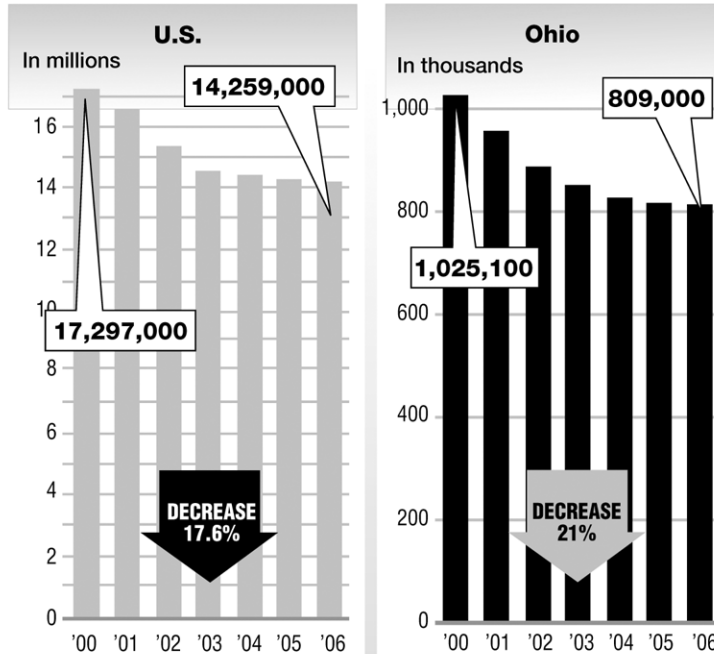 U.S.
In millions
14,259,000
16
14
12
10
17,297,000
8
6
4
2
0
DECREASE
17.6%
'00 '01 '02 '03 '04 '05 '06
Ohio
In thousands
1,000
809,000
800
1,025,100
600
400
200
0
DECREASE
21%
'00 '01 '02 '03 '04 '05 '06